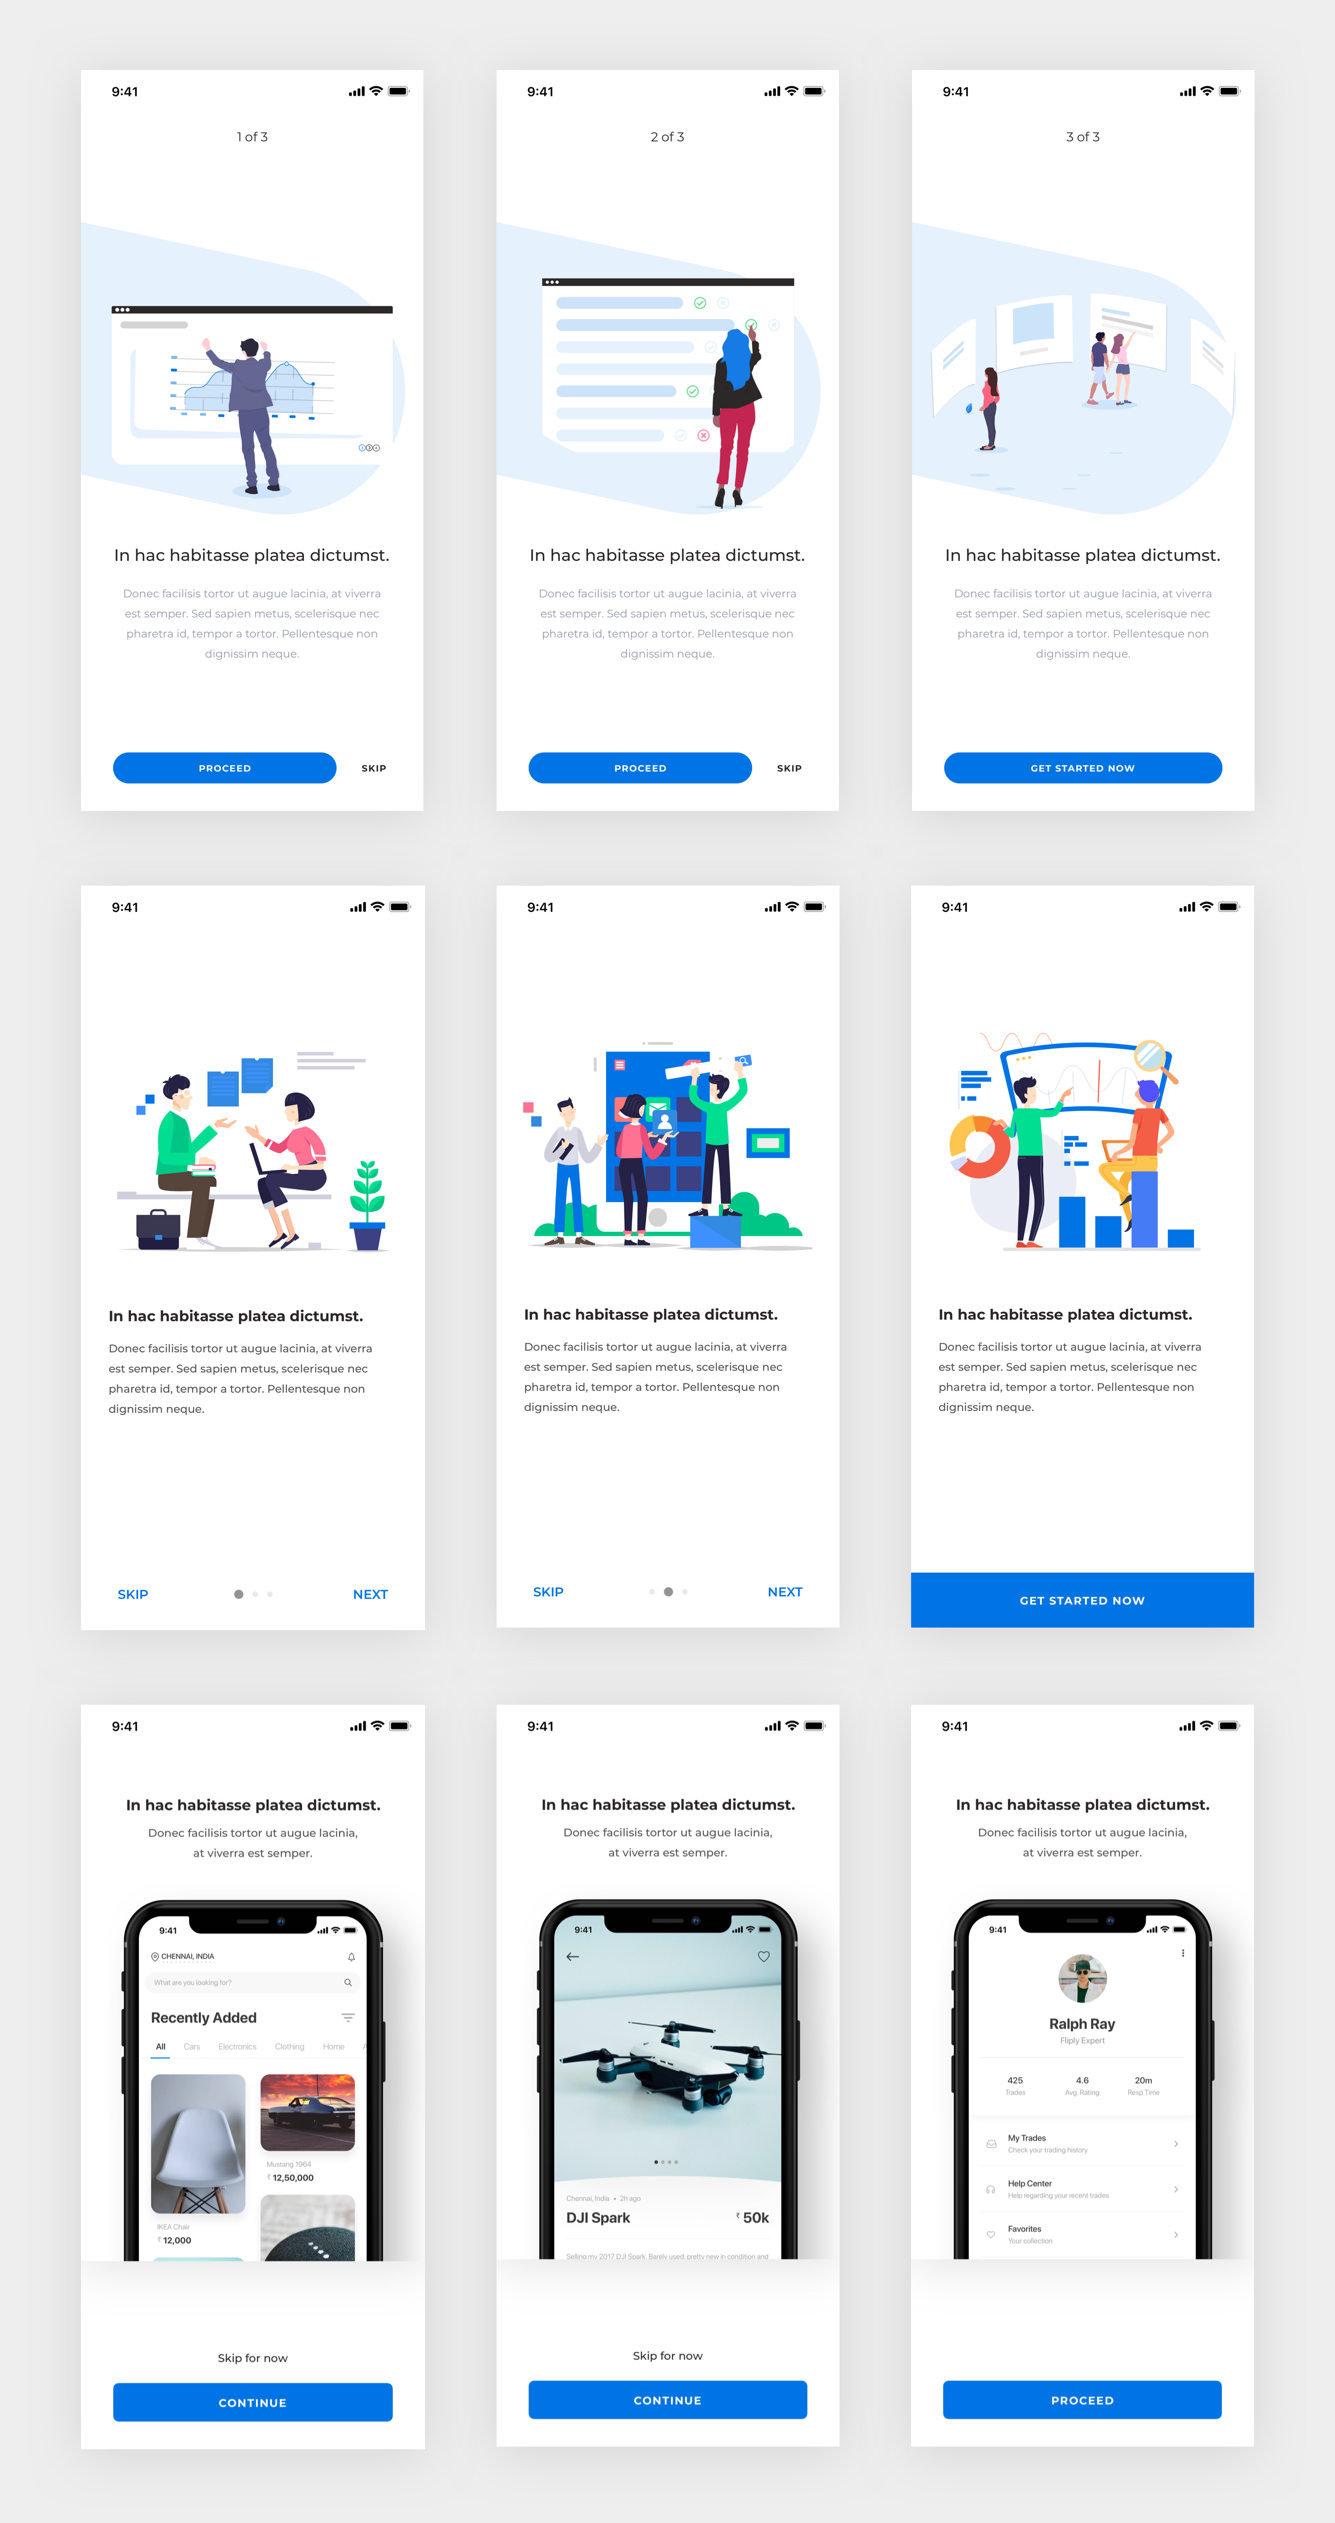 9:41
1 of 3
In hac habitasse platea dictumst.
Donec facilisis tortor ut augue lacinia, at viverra
est semper. Sed sapien metus, scelerisque nec
pharetra id, tempor a tortor. Pellentesque non
dignissim neque.
PROCEED
SKIP
9:41
2 of 3
In hac habitasse platea dictumst.
Donec facilisis tortor ut augue lacinia, at viverra
est semper. Sed sapien metus, scelerisque nec
pharetra id, tempor a tortor. Pellentesque non
dignissim neque.
PROCEED
SKIP
9:41
3 of 3
In hac habitasse platea dictumst.
Donec facilisis tortor ut augue lacinia, at viverra
est semper. Sed sapien metus, scelerisque nec
pharetra id, tempor a tortor. Pellentesque non
dignissim neque.
GET STARTED NOW
9:41
In hac habitasse platea dictumst.
Donec facilisis tortor ut augue lacinia, at viverra
est semper. Sed sapien metus, scelerisque nec
pharetra id, tempor a tortor. Pellentesque non
dignissim neque.
SKIP
NEXT
9:41
In hac habitasse platea dictumst.
Donec facilisis tortor ut augue lacinia, at viverra
est semper. Sed sapien metus, scelerisque nec
pharetra id, tempor a tortor. Pellentesque non
dignissim neque.
SKIP
NEXT
9:41
In hac habitasse platea dictumst.
Donec facilisis tortor ut augue lacinia, at viverra
est semper. Sed sapien metus, scelerisque nec
pharetra id, tempor a tortor. Pellentesque non
dignissim neque.
GET STARTED NOW
9:41
In hac habitasse platea dictumst.
Donec facilisis tortor ut augue lacinia,
at viverra est semper.
9:41
CHENNAI, INDIA
What are you looking for?
Recently Added
All Cars Electronics Clothing Home
Mustang 1964
₹ 12,50,000
IKEA Chair
₹ 12,000
Skip for now
CONTINUE
9:41
In hac habitasse platea dictumst.
Donec facilisis tortor ut augue lacinia,
at viverra est semper.
9:41
Chennai, India • 2h ago
DJI Spark
₹ 50k
Selling my 2017 DJI Spark. Barely used, pretty new in condition and
Skip for now
CONTINUE
9:41
In hac habitasse platea dictumst.
Donec facilisis tortor ut augue lacinia,
at viverra est semper.
9:41
Ralph Ray
Fliply Expert
425 4.6 20m
Trades Avg. Rating Resp Time
My Trades
Check your trading history
Help Center
Help regarding your recent trades
Favorites
Your collection
PROCEED